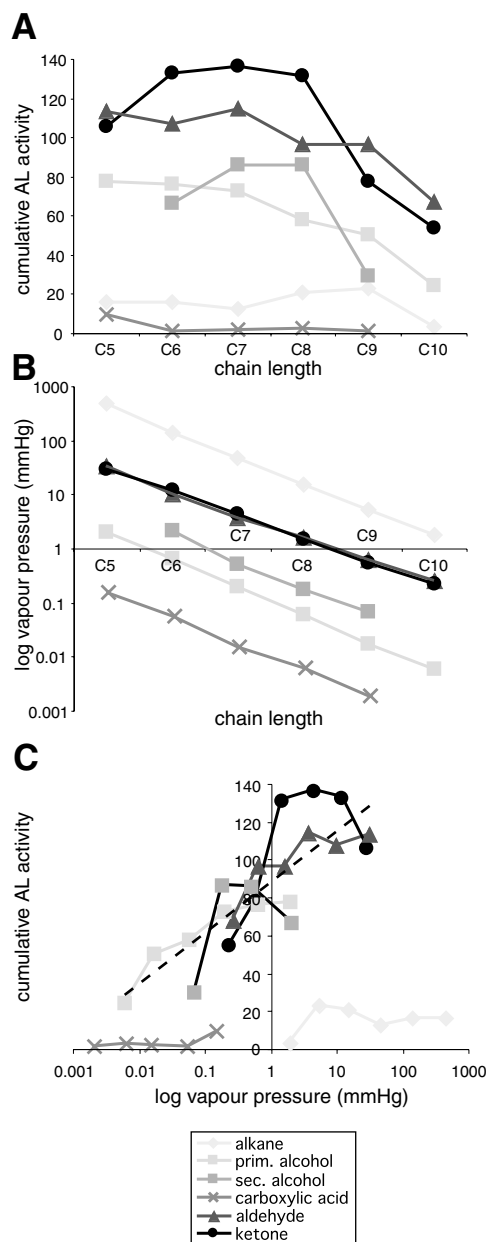 A
140
120
100
80
60
40
20
0
cumulative AL activity
C5 C6 C7 C8 C9 C10
chain length
B
1000
100
10
1
0.1
0.01
0.001
log vapour pressure (mmHg)
C7 C9
C5 C6 C8 C10
chain length
C
140
120
100
80
60
40
20
0
cumulative AL activity
0.001 0.01 0.1 1 10 100 1000
log vapour pressure (mmHg)
alkane
prim. alcohol
sec. alcohol
carboxylic acid
aldehyde
ketone